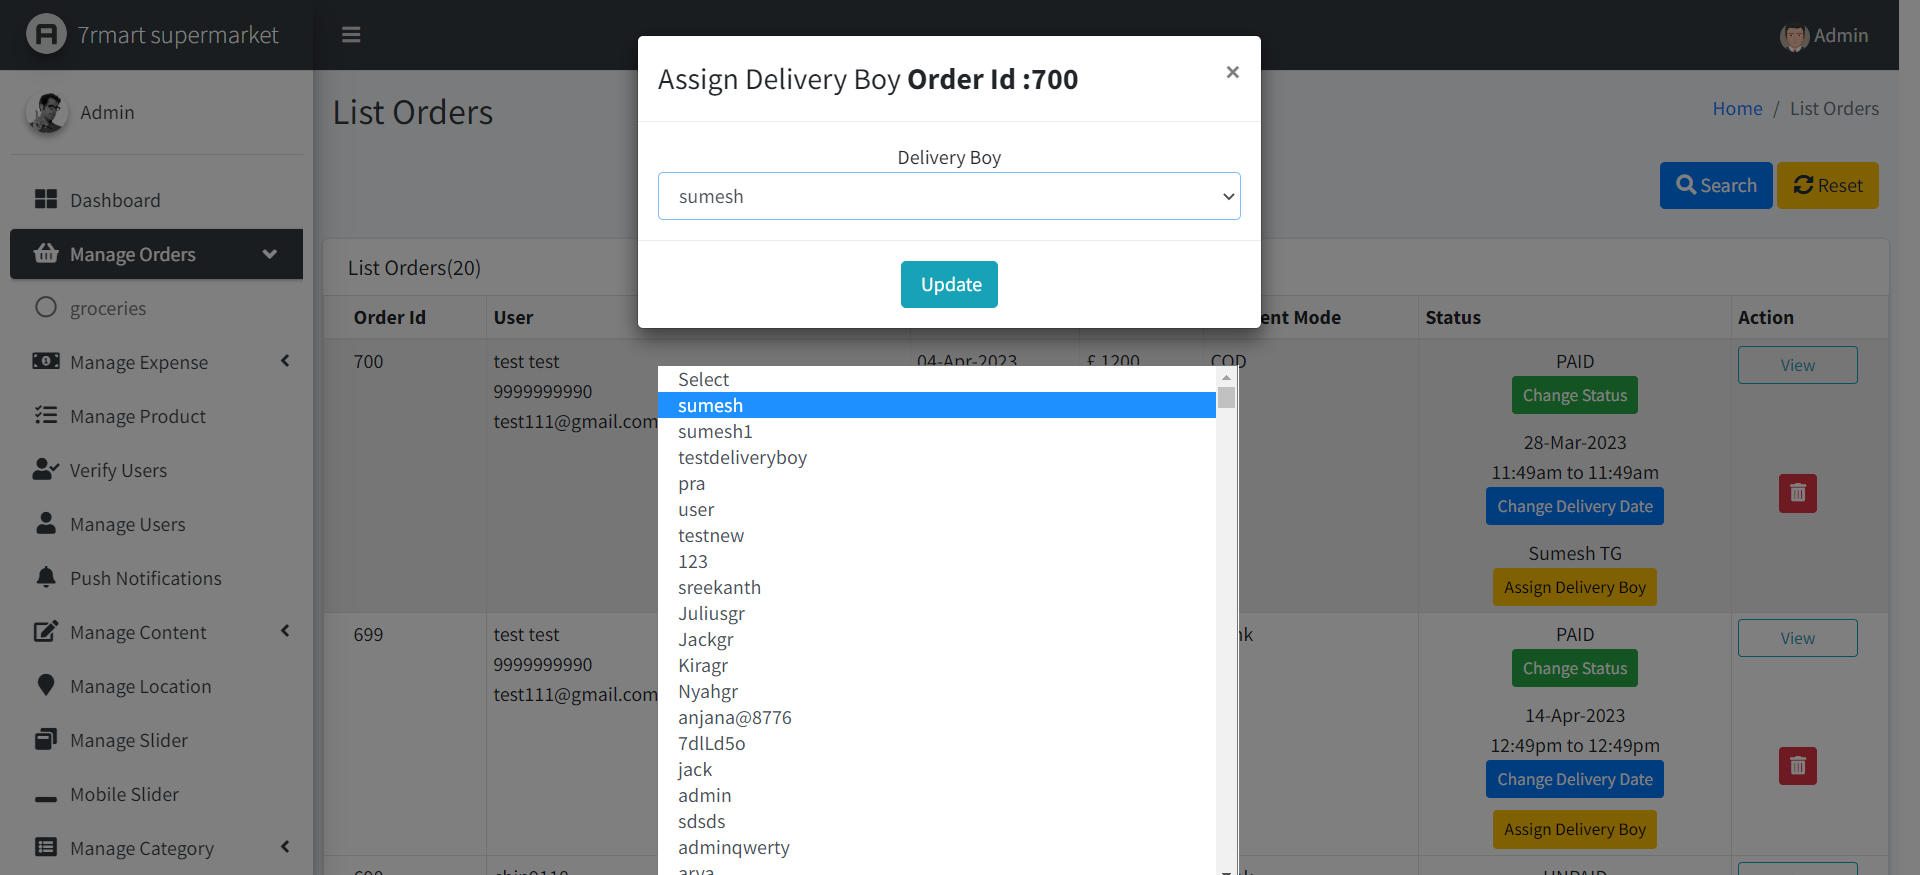 7rmart supermarket
Admin
Admin
Dashboard
Manage Orders
groceries
Manage Expense
Manage Product
Verify Users
Manage Users
Push Notifications
Manage Content
Manage Location
Manage Slider
Mobile Slider
Manage Category
List Orders
Home / List Orders
Search
Reset
Assign Delivery Boy Order Id :700
×
Delivery Boy
sumesh
Update
List Orders(20)
Order Id User ent Mode Status Action
700
test test
9999999990
test111@gmail.com
04-Apr-2023
£ 1200
COD
PAID
Change Status
28-Mar-2023
11:49am to 11:49am
Change Delivery Date
Sumesh TG
Assign Delivery Boy
View
Select
sumesh
sumesh1
testdeliveryboy
pra
user
testnew
123
sreekanth
Juliusgr
Jackgr
Kiragr
Nyahgr
anjana@8776
7dlLd5o
jack
admin
sdsds
adminqwerty
arya
699
test test
9999999990
test111@gmail.com
nk
PAID
Change Status
14-Apr-2023
12:49pm to 12:49pm
Change Delivery Date
Assign Delivery Boy
View
UNPAID